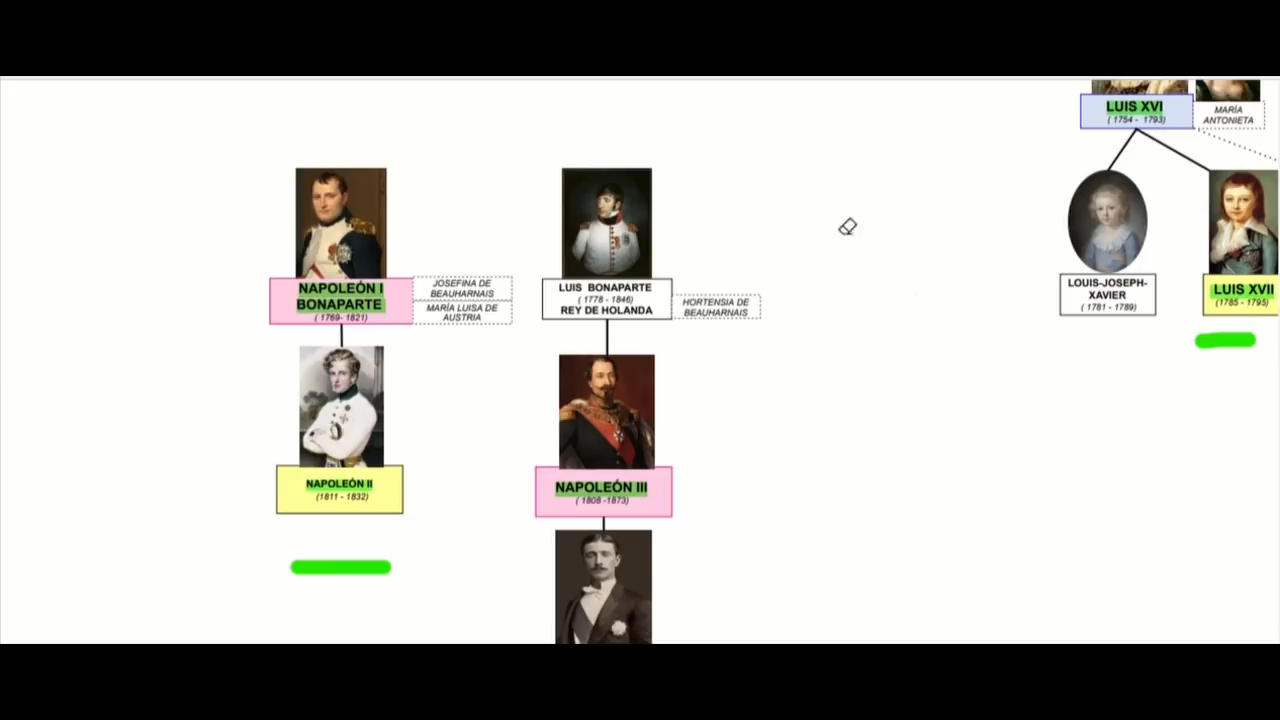 LUIS XVI
( 1754 - 1793)
MARÍA
ANTONIETA
NAPOLEÓN I
BONAPARTE
( 1769- 1821)
JOSEFINA DE
BEAUHARNAIS
MARÍA LUISA DE
AUSTRIA
LUIS BONAPARTE
( 1778 - 1846)
REY DE HOLANDA
HORTENSIA DE
BEAUHARNAIS
LOUIS-JOSEPH-
XAVIER
( 1781 - 1789)
LUIS XVII
(1785 - 1795)
NAPOLEÓN II
(1811 - 1832)
NAPOLEÓN III
( 1808 -1873)